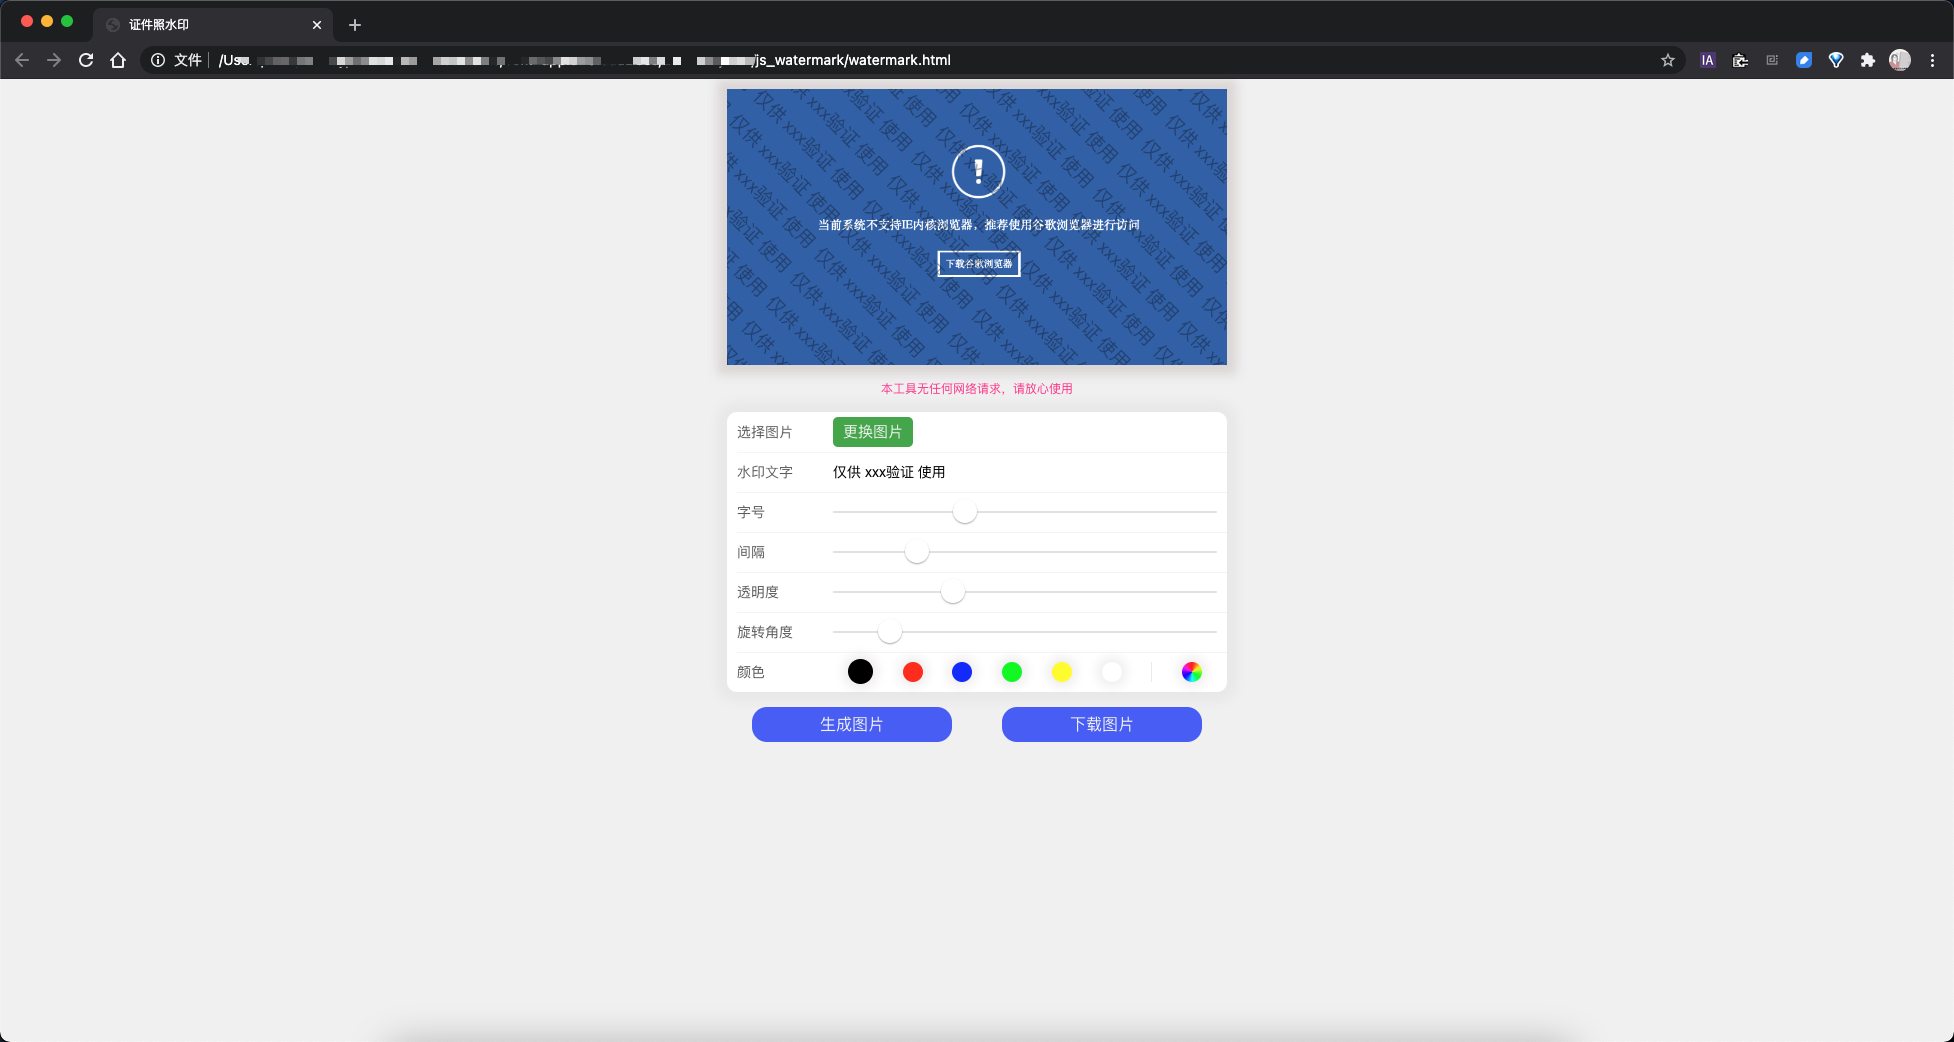 证件照水印
文件
js_watermark/watermark.html
IA
仅供 xxx验证 使用
当前系统不支持IE内核浏览器，推荐使用谷歌浏览器进行访问
下载谷歌浏览器
本工具无任何网络请求，请放心使用
选择图片 更换图片
水印文字 仅供 xxx验证 使用
字号
间隔
透明度
旋转角度
颜色
生成图片 下载图片